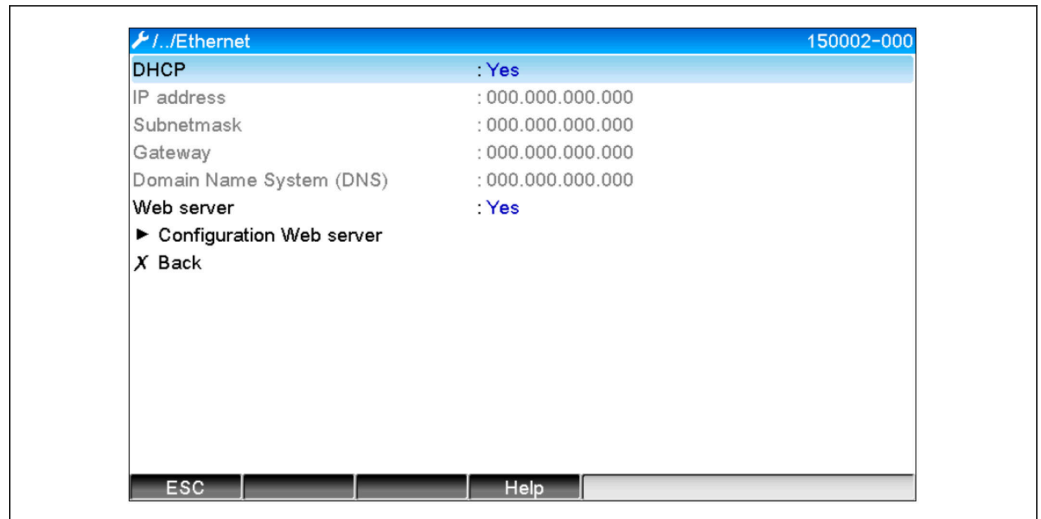 /../Ethernet 150002-000
DHCP : Yes
IP address : 000.000.000.000
Subnetmask : 000.000.000.000
Gateway : 000.000.000.000
Domain Name System (DNS) : 000.000.000.000
Web server : Yes
► Configuration Web server
X Back
ESC Help